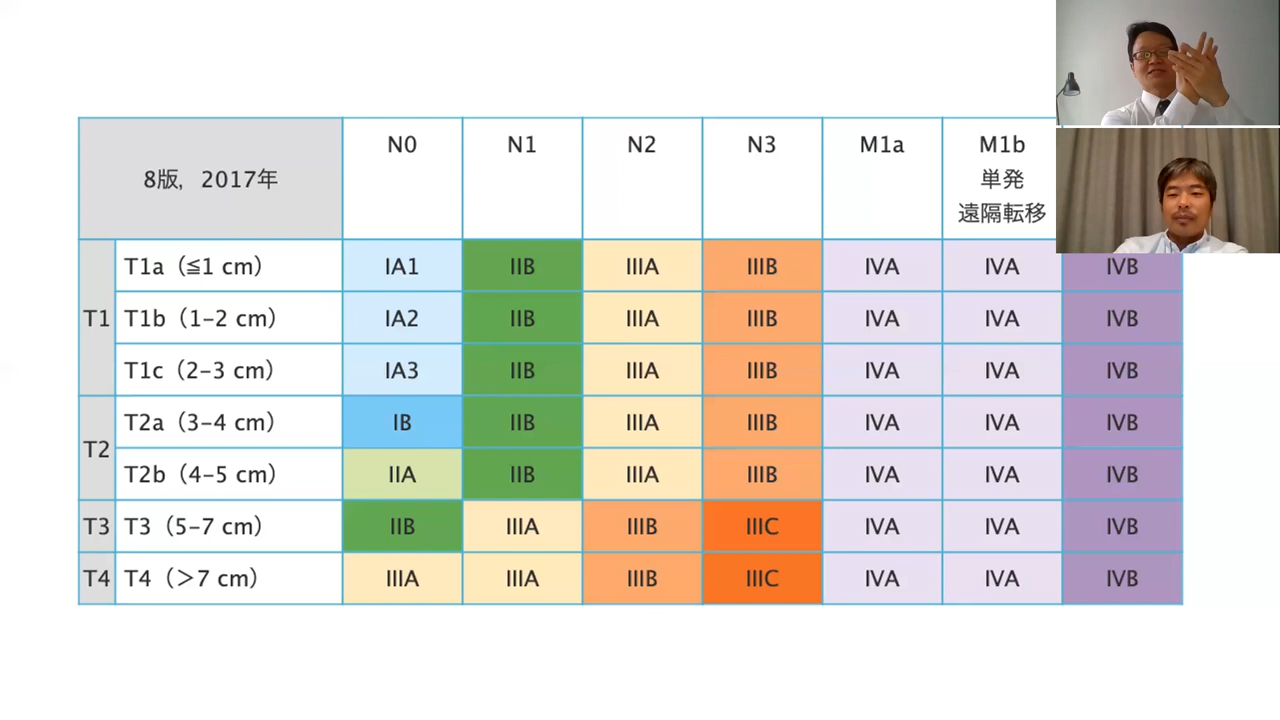 8版，2017年 N0 N1 N2 N3 M1a M1b
単発
遠隔転移
T1 T1a（≦1 cm） IA1 IIB IIIA IIIB IVA IVA IVB
T1b（1–2 cm） IA2 IIB IIIA IIIB IVA IVA IVB
T1c（2–3 cm） IA3 IIB IIIA IIIB IVA IVA IVB
T2 T2a（3–4 cm） IB IIB IIIA IIIB IVA IVA IVB
T2b（4–5 cm） IIA IIB IIIA IIIB IVA IVA IVB
T3 T3（5–7 cm） IIB IIIA IIIB IIIC IVA IVA IVB
T4 T4（＞7 cm） IIIA IIIA IIIB IIIC IVA IVA IVB